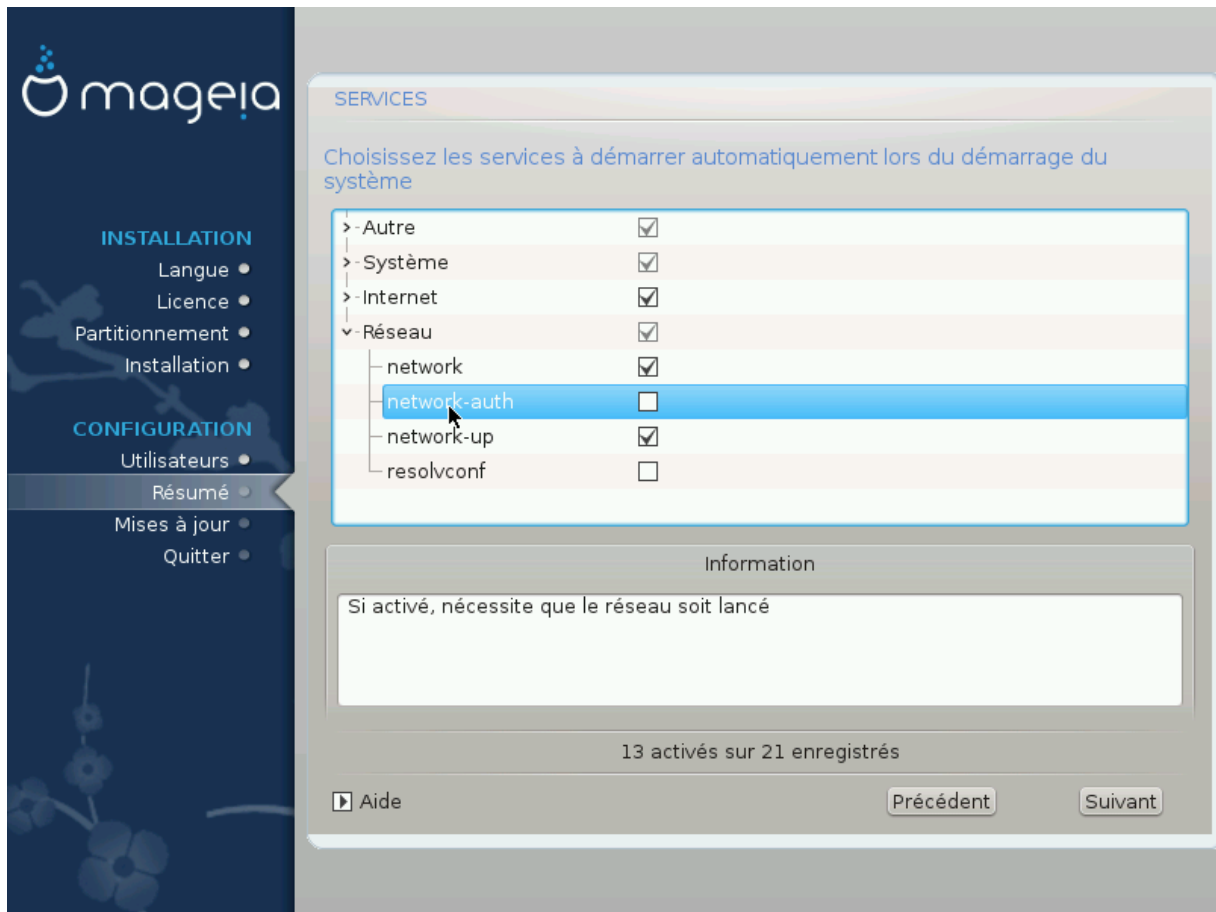 mageia
INSTALLATION
Langue
Licence
Partitionnement
Installation
CONFIGURATION
Utilisateurs
Résumé
Mises à jour
Quitter
SERVICES
Choisissez les services à démarrer automatiquement lors du démarrage du
système
Autre
Système
Internet
Réseau
network
network-auth
network-up
resolvconf
Information
Si activé, nécessite que le réseau soit lancé
13 activés sur 21 enregistrés
Aide
Précédent
Suivant